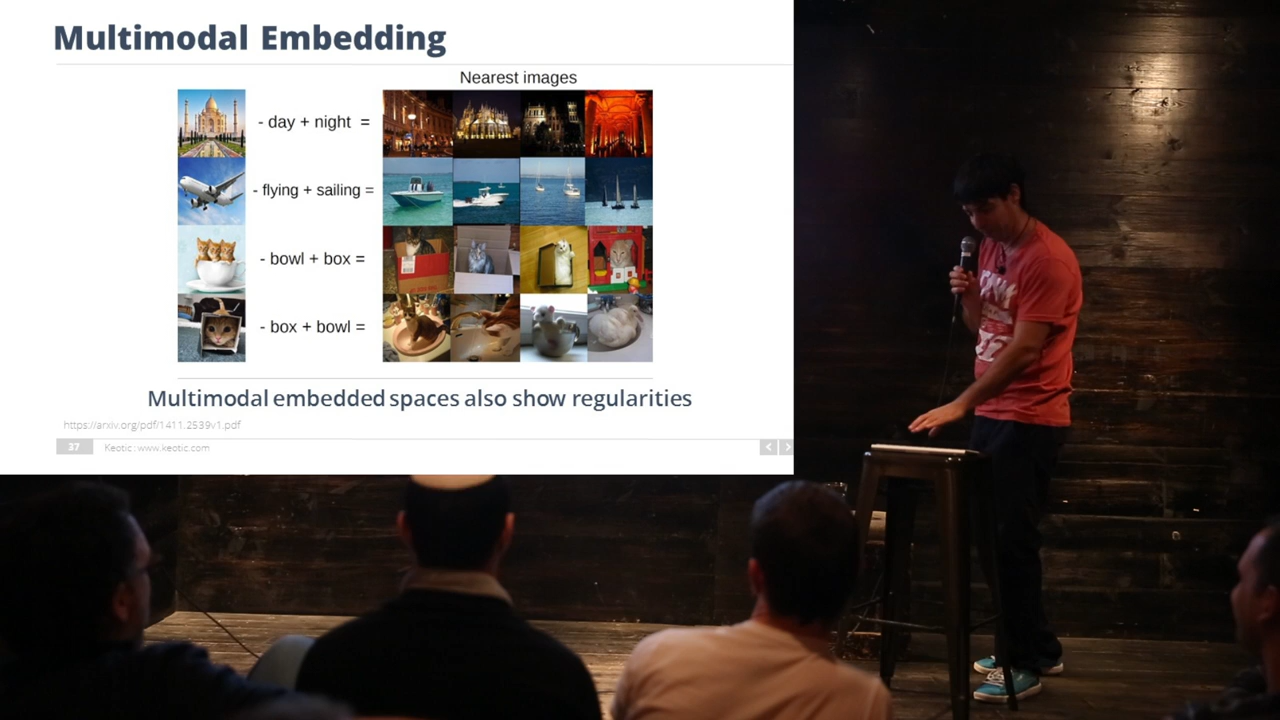 Multimodal Embedding
Nearest images
- day + night =
- flying + sailing =
- bowl + box =
- box + bowl =
Multimodal embedded spaces also show regularities
https://arxiv.org/pdf/1411.2539v1.pdf
37 Keotic : www.keotic.com